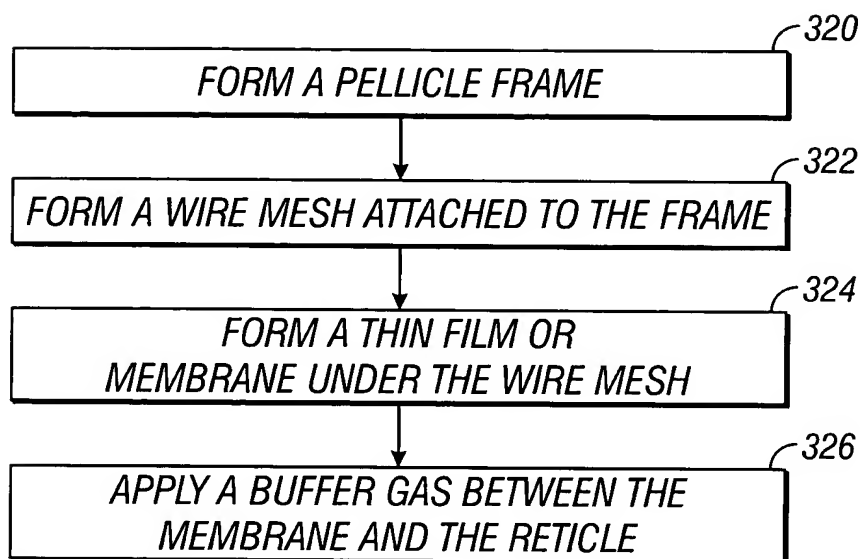 320
FORM A PELLICLE FRAME
322
FORM A WIRE MESH ATTACHED TO THE FRAME
324
FORM A THIN FILM OR
MEMBRANE UNDER THE WIRE MESH
326
APPLY A BUFFER GAS BETWEEN THE
MEMBRANE AND THE RETICLE